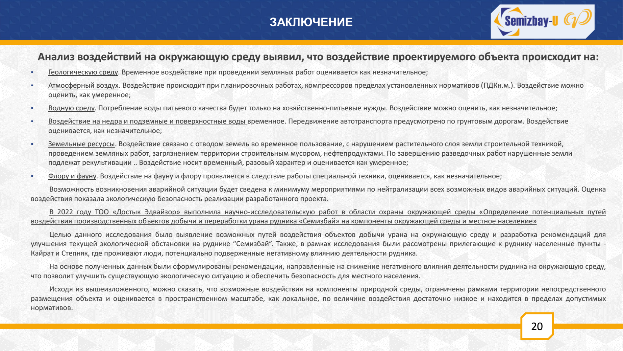 ЗАКЛЮЧЕНИЕ
Semizbay-U
Анализ воздействий на окружающую среду выявил, что воздействие проектируемого объекта происходит на:
• Геологическую среду. Временное воздействие при проведении земляных работ оценивается как незначительное;
• Атмосферный воздух. Воздействие происходит при планировочных работах, компрессоров пределах установленных нормативов (ПДКн.м.). Воздействие можно
оценить, как умеренное;
• Водную среду. Потребление воды питьевого качества будет только на хозяйственно-питьевые нужды. Воздействие можно оценить, как незначительное;
• Воздействие на недра и подземные и поверхностные воды временное. Передвижение автотранспорта предусмотрено по грунтовым дорогам. Воздействие
оценивается, как незначительное;
• Земельные ресурсы. Воздействие связано с отводом земель во временное пользование, с нарушением растительного слоя земли строительной техникой,
проведением земляных работ, загрязнением территории строительным мусором, нефтепродуктами. По завершению разведочных работ нарушенные земли
подлежат рекультивации .. Воздействие носит временный, разовый характер и оценивается как умеренное;
• Флору и фауну. Воздействие на фауну и флору проявляется в следствие работы специальной техники, оценивается, как незначительное;
Возможность возникновения аварийной ситуации будет сведена к минимуму мероприятиями по нейтрализации всех возможных видов аварийных ситуаций. Оценка
воздействия показала экологическую безопасность реализации разработанного проекта.
В 2022 году ТОО «Достык Эдвайзор» выполнила научно-исследовательскую работ в области охраны окружающей среды «Определение потенциальных путей
воздействия производственных объектов добычи и переработки урана рудника «Семизбай» на компоненты окружающей среды и местное население»
Целью данного исследования было выявление возможных путей воздействия объектов добычи урана на окружающую среду и разработка рекомендаций для
улучшения текущей экологической обстановки на руднике “Семизбай”. Также, в рамках исследования были рассмотрены прилегающие к руднику населенные пункты -
Кайрат и Степняк, где проживают люди, потенциально подверженные негативному влиянию деятельности рудника.
На основе полученных данных были сформулированы рекомендации, направленные на снижение негативного влияния деятельности рудника на окружающую среду,
что позволит улучшить существующую экологическую ситуацию и обеспечить безопасность для местного населения.
Исходя из вышеизложенного, можно сказать, что возможные воздействия на компоненты природной среды, ограничены рамками территории непосредственного
размещения объекта и оценивается в пространственном масштабе, как локальное, по величине воздействия достаточно низкое и находится в пределах допустимых
нормативов.
20